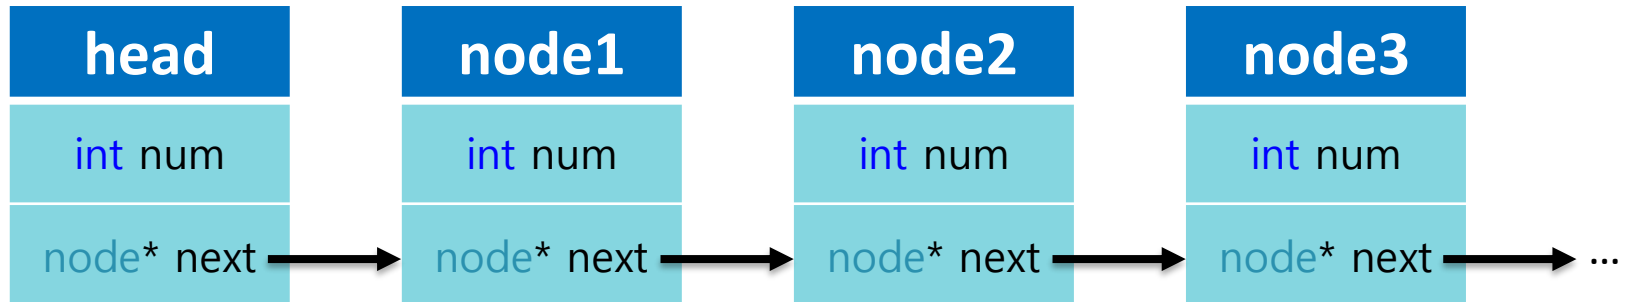 head node1 node2 node3
int num int num int num int num
node* next node* next node* next node* next ...